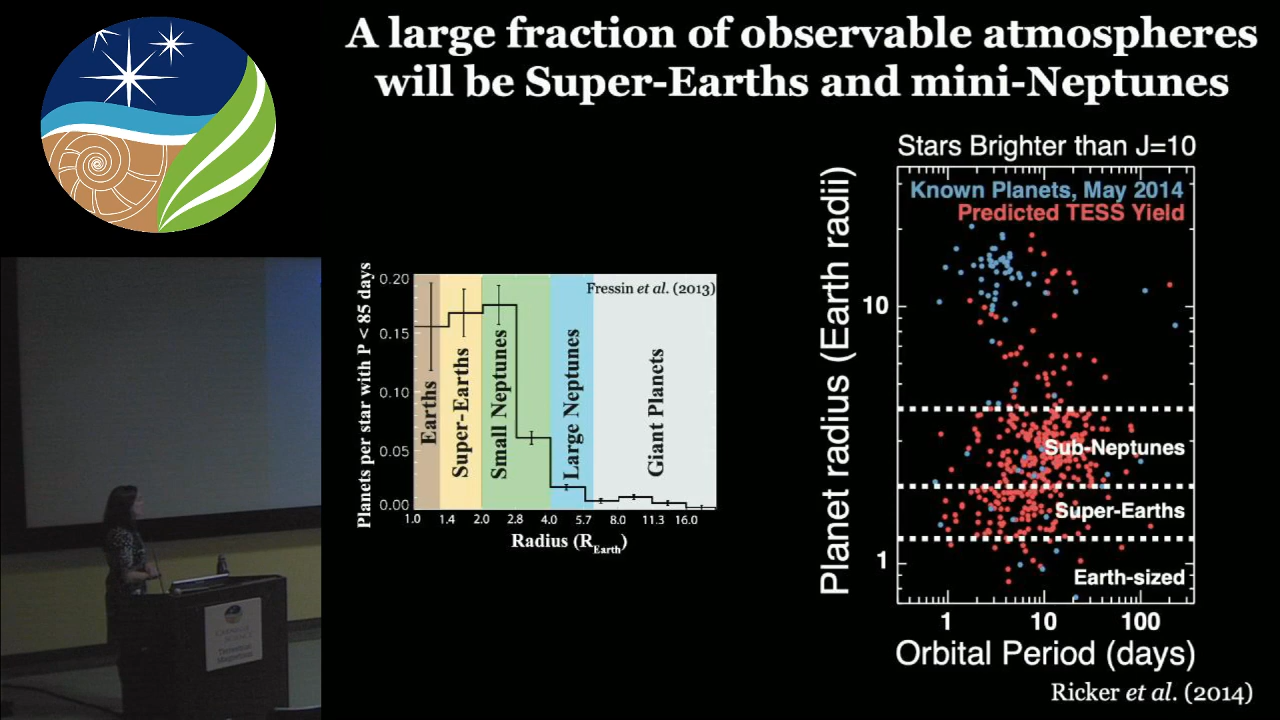 A large fraction of observable atmospheres
will be Super-Earths and mini-Neptunes
Planets per star with P < 85 days
0.20
0.15
0.10
0.05
0.00
Fressin et al. (2013)
Earths
Super-Earths
Small Neptunes
Large Neptunes
Giant Planets
1.0 1.4 2.0 2.8 4.0 5.7 8.0 11.3 16.0
Radius (REarth)
Stars Brighter than J=10
Planet radius (Earth radii)
Known Planets, May 2014
Predicted TESS Yield
10
1
Sub-Neptunes
Super-Earths
Earth-sized
1 10 100
Orbital Period (days)
Ricker et al. (2014)